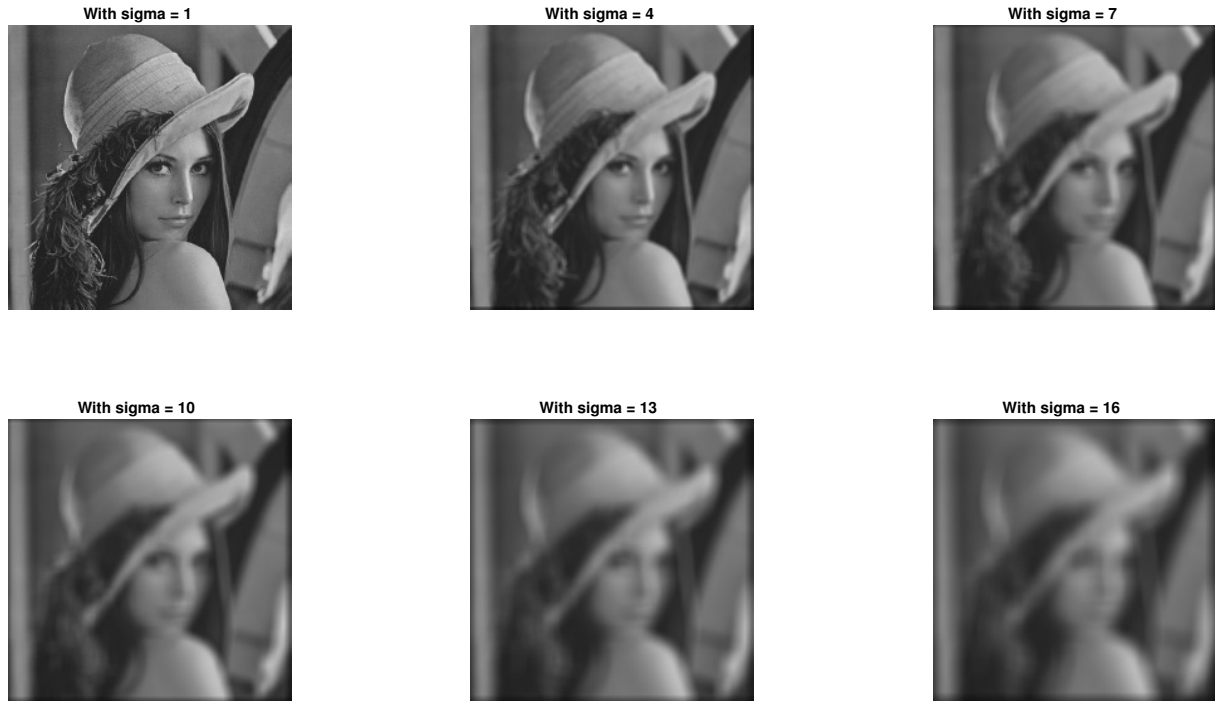 With sigma = 1
With sigma = 4
With sigma = 7
With sigma = 10
With sigma = 13
With sigma = 16